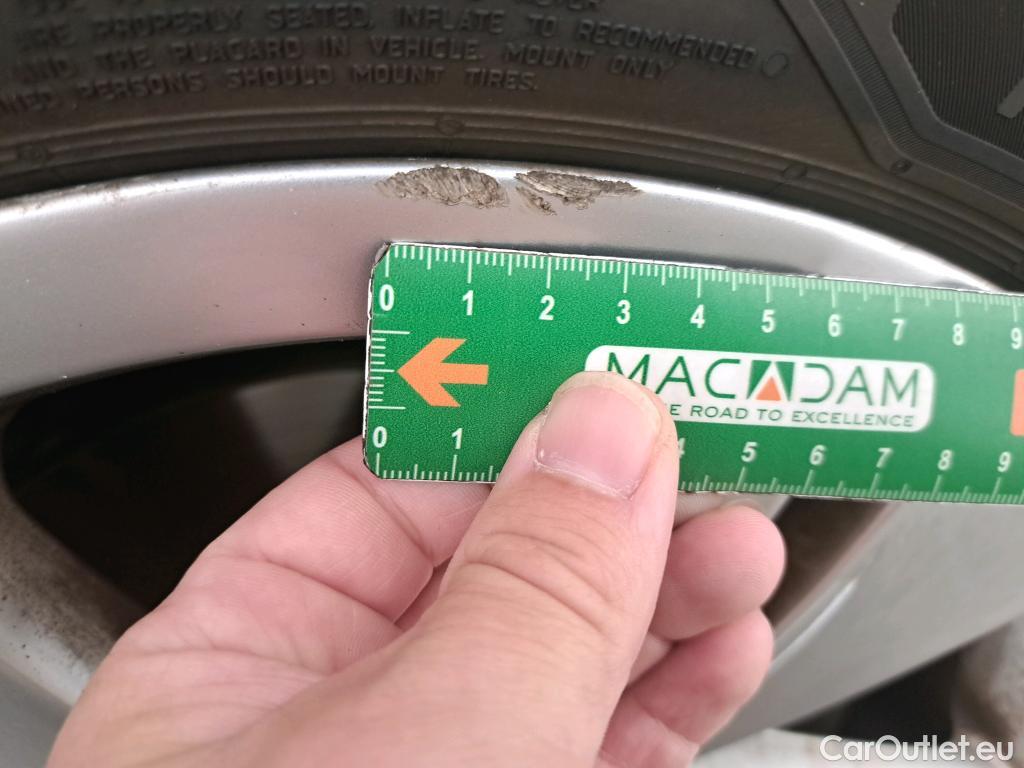 ARE PROPERLY SEATED, INFLATE TO RECOMMENDED
AND THE PLACARD IN VEHICLE. MOUNT ONLY
PERSONS SHOULD MOUNT TIRES.
0 1 2 3 4 5 6 7 8 9
MACADAM
E ROAD TO EXCELLENCE
0 1 4 5 6 7 8 9
CarOutlet.eu